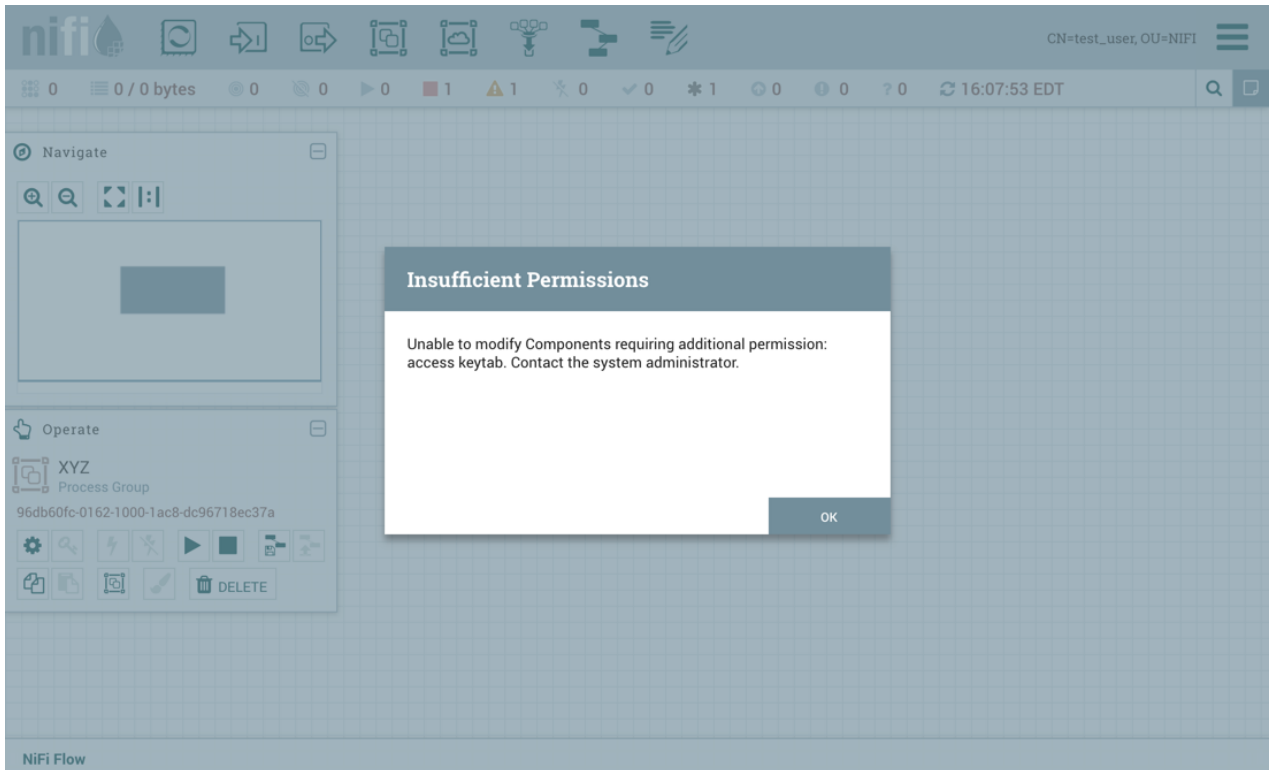 nifi
CN=test_user, OU=NIFI
0 0 / 0 bytes 0 0 0 1 1 0 0 1 0 0 ? 0 16:07:53 EDT
Navigate
Insufficient Permissions
Unable to modify Components requiring additional permission:
access keytab. Contact the system administrator.
OK
Operate
XYZ
Process Group
96db60fc-0162-1000-1ac8-dc96718ec37a
DELETE
NiFi Flow